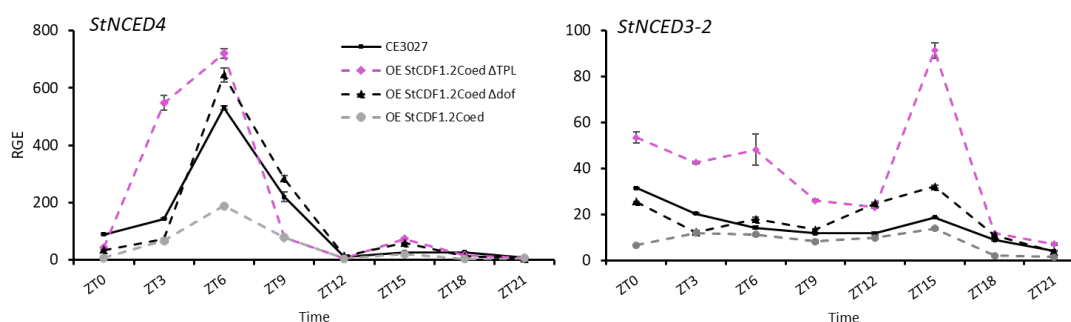 StNCED4
StNCED3-2
800
600
400
200
0
RGE
CE3027
OE StCDF1.2Coed ΔTPL
OE StCDF1.2Coed Δdof
OE StCDF1.2Coed
ZT0 ZT3 ZT6 ZT9 ZT12 ZT15 ZT18 ZT21
Time
100
80
60
40
20
0
ZT0 ZT3 ZT6 ZT9 ZT12 ZT15 ZT18 ZT21
Time